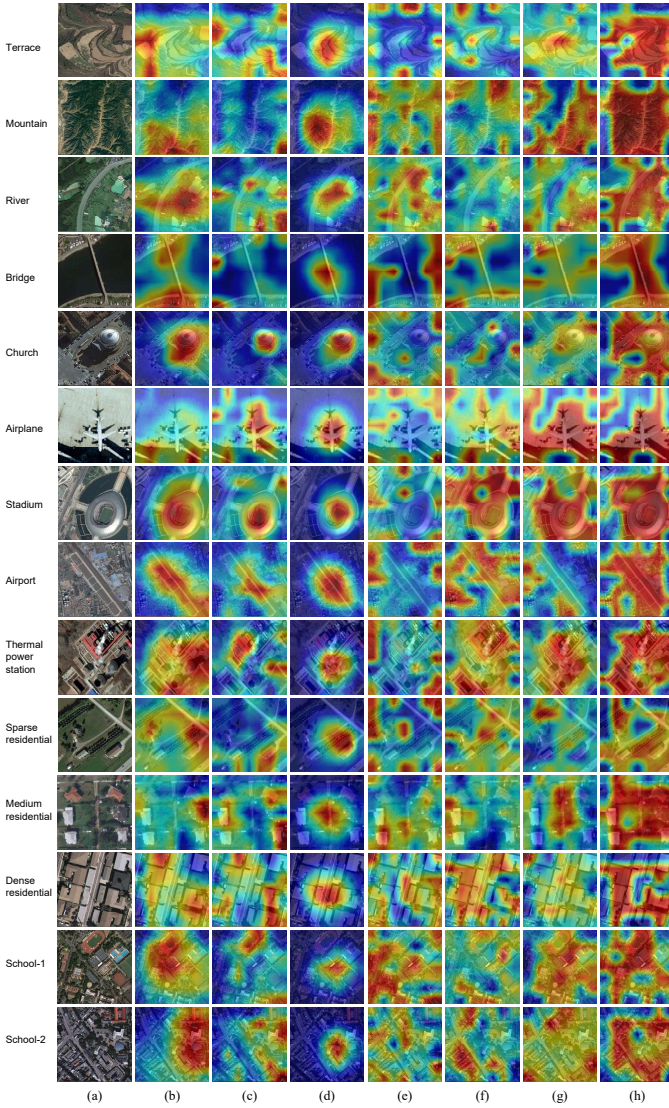 Terrace
Mountain
River
Bridge
Church
Airplane
Stadium
Airport
Thermal
power
station
Sparse
residential
Medium
residential
Dense
residential
School-1
School-2
(a) (b) (c) (d) (e) (f) (g) (h)